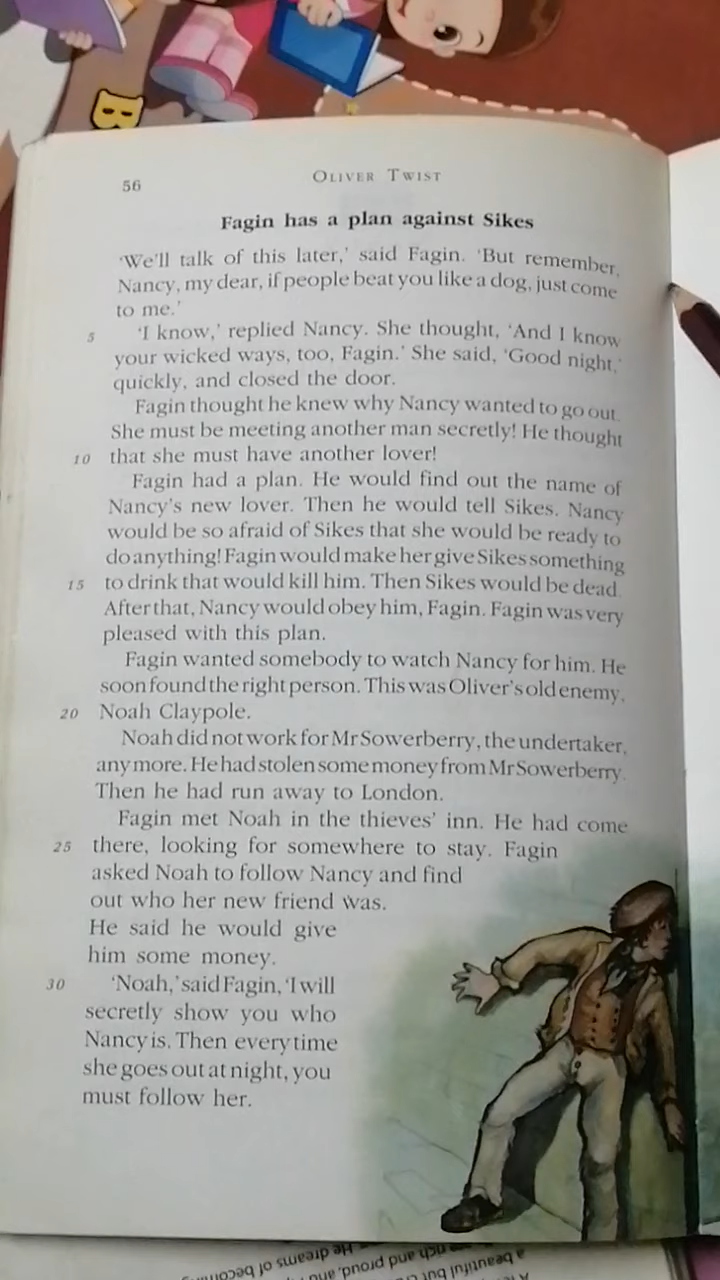 B
56
OLIVER TWIST
Fagin has a plan against Sikes
'We'll talk of this later,' said Fagin. 'But remember,
Nancy, my dear, if people beat you like a dog, just come
to me.'
5 'I know,' replied Nancy. She thought, 'And I know
your wicked ways, too, Fagin.' She said, 'Good night,'
quickly, and closed the door.
Fagin thought he knew why Nancy wanted to go out.
She must be meeting another man secretly! He thought
10 that she must have another lover!
Fagin had a plan. He would find out the name of
Nancy's new lover. Then he would tell Sikes. Nancy
would be so afraid of Sikes that she would be ready to
do anything! Fagin would make her give Sikes something
15 to drink that would kill him. Then Sikes would be dead.
After that, Nancy would obey him, Fagin. Fagin was very
pleased with this plan.
Fagin wanted somebody to watch Nancy for him. He
soon found the right person. This was Oliver's old enemy,
20 Noah Claypole.
Noah did not work for Mr Sowerberry, the undertaker,
any more. He had stolen some money from Mr Sowerberry.
Then he had run away to London.
Fagin met Noah in the thieves' inn. He had come
25 there, looking for somewhere to stay. Fagin
asked Noah to follow Nancy and find
out who her new friend was.
He said he would give
him some money.
30 'Noah,' said Fagin, 'I will
secretly show you who
Nancy is. Then every time
she goes out at night, you
must follow her.
He dreams of becoming
rich and proud, and
a beautiful but